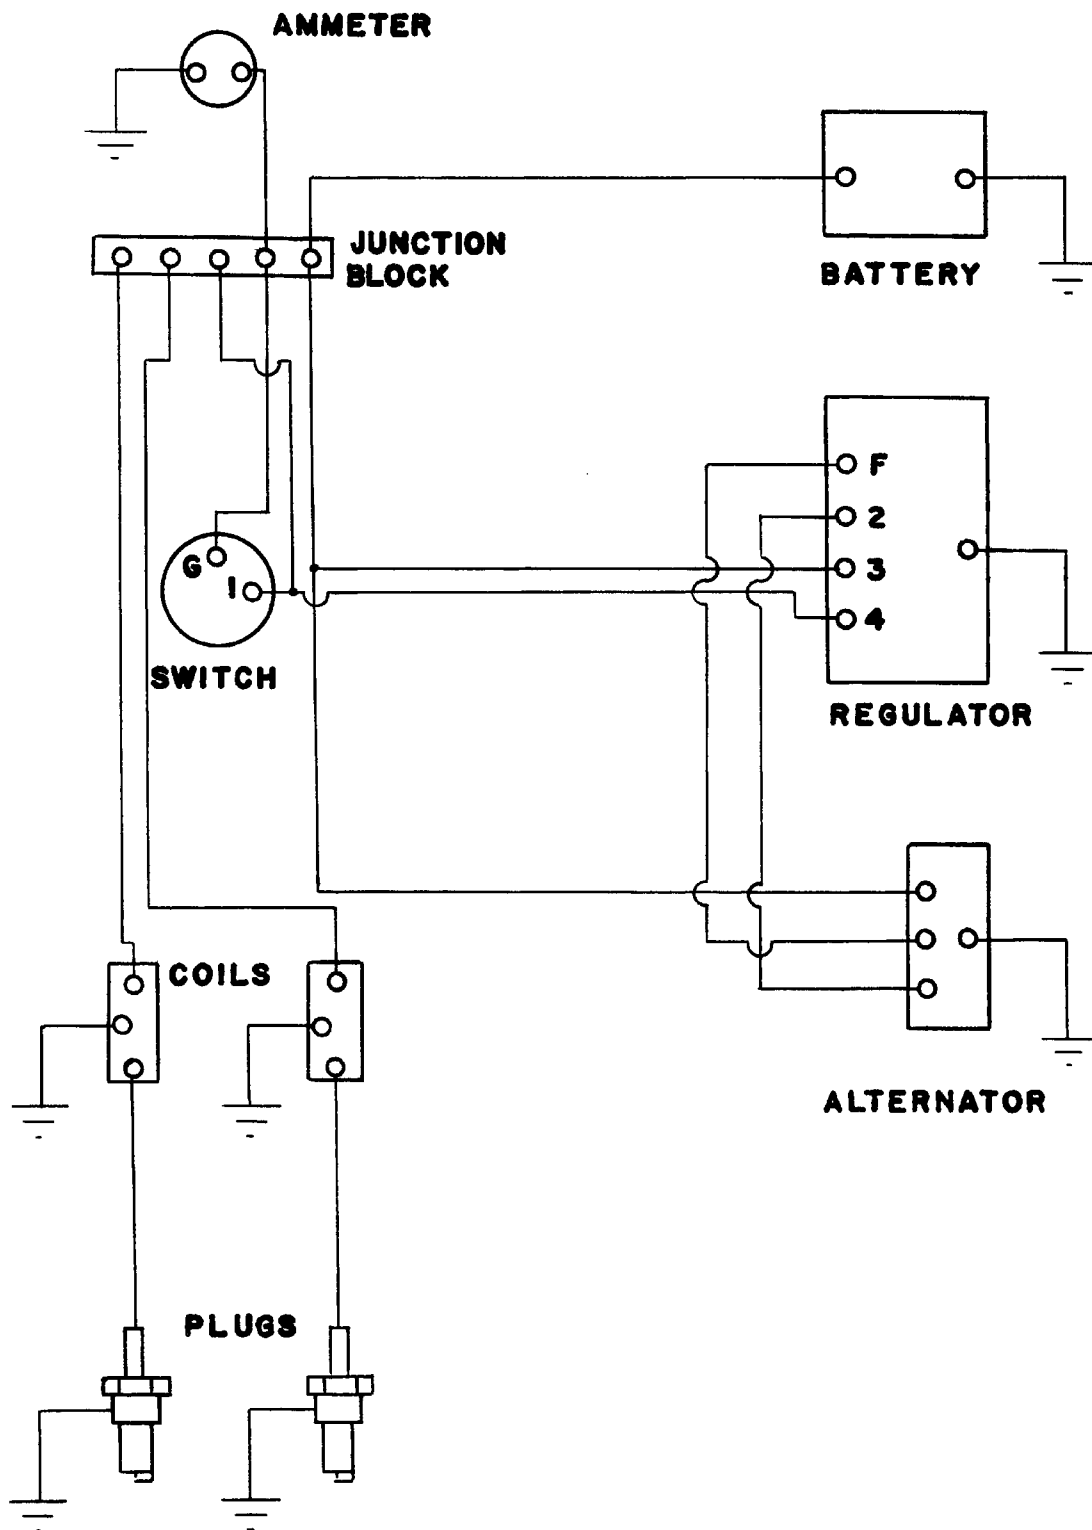 AMMETER
JUNCTION
BLOCK
BATTERY
F
2
G
3
I
4
SWITCH
REGULATOR
COILS
ALTERNATOR
PLUGS